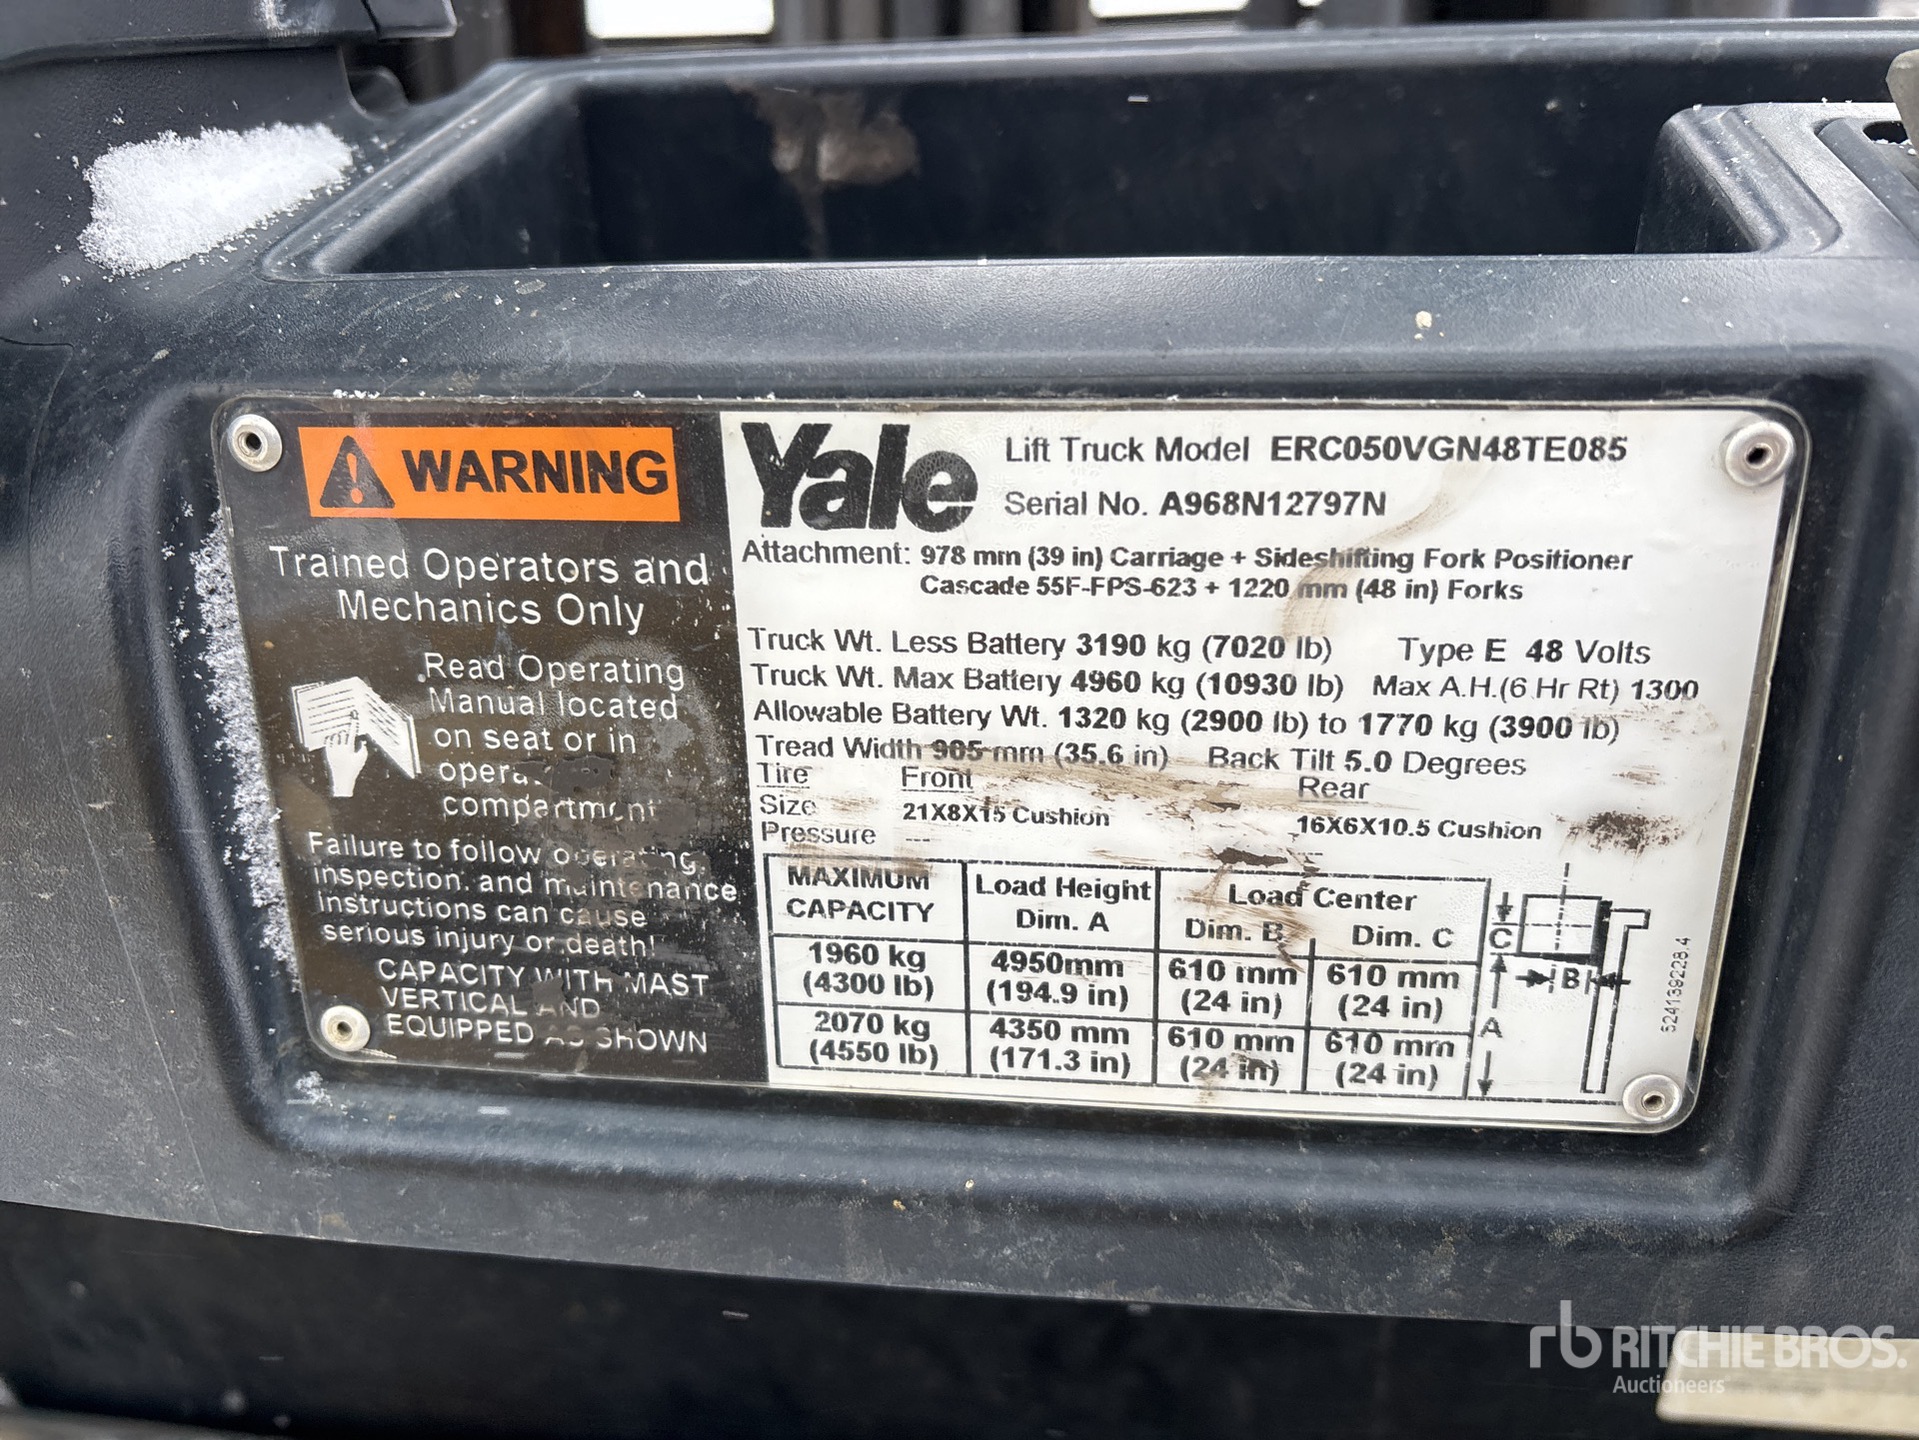 WARNING
Trained Operators and
Mechanics Only
Read Operating
Manual located
on seat or in
compartment
Failure to follow operating,
inspection, and maintenance
instructions can cause
serious injury or death!
CAPACITY WITH MAST
VERTICAL AND
EQUIPPED AS SHOWN
Yale
Lift Truck Model ERC050VGN48TE085
Serial No. A968N12797N
Attachment: 978 mm (39 in) Carriage + Sideshifting Fork Positioner
Cascade 55F-FPS-623 + 1220 mm (48 in) Forks
Truck Wt. Less Battery 3190 kg (7020 lb) Type E 48 Volts
Truck Wt. Max Battery 4960 kg (10930 lb) Max A.H.(6 Hr Rt) 1300
Allowable Battery Wt. 1320 kg (2900 lb) to 1770 kg (3900 lb)
Tread Width 905 mm (35.6 in) Back Tilt 5.0 Degrees
Tire Front Rear
Size 21X8X15 Cushion 16X6X10.5 Cushion
Pressure --- ---
MAXIMUM CAPACITY Load Height Dim. A Load Center Dim. B Dim. C
1960 kg (4300 lb) 4950mm (194.9 in) 610 mm (24 in) 610 mm (24 in)
2070 kg (4550 lb) 4350 mm (171.3 in) 610 mm (24 in) 610 mm (24 in)
C
B
A
524139228.4
rb RITCHIE BROS.
Auctioneers